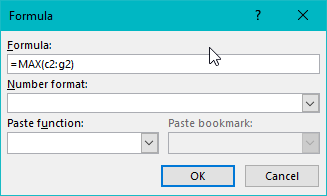 Formula ?
Formula:
=MAX(c2:g2)
Number format:
Paste function: Paste bookmark:
OK Cancel